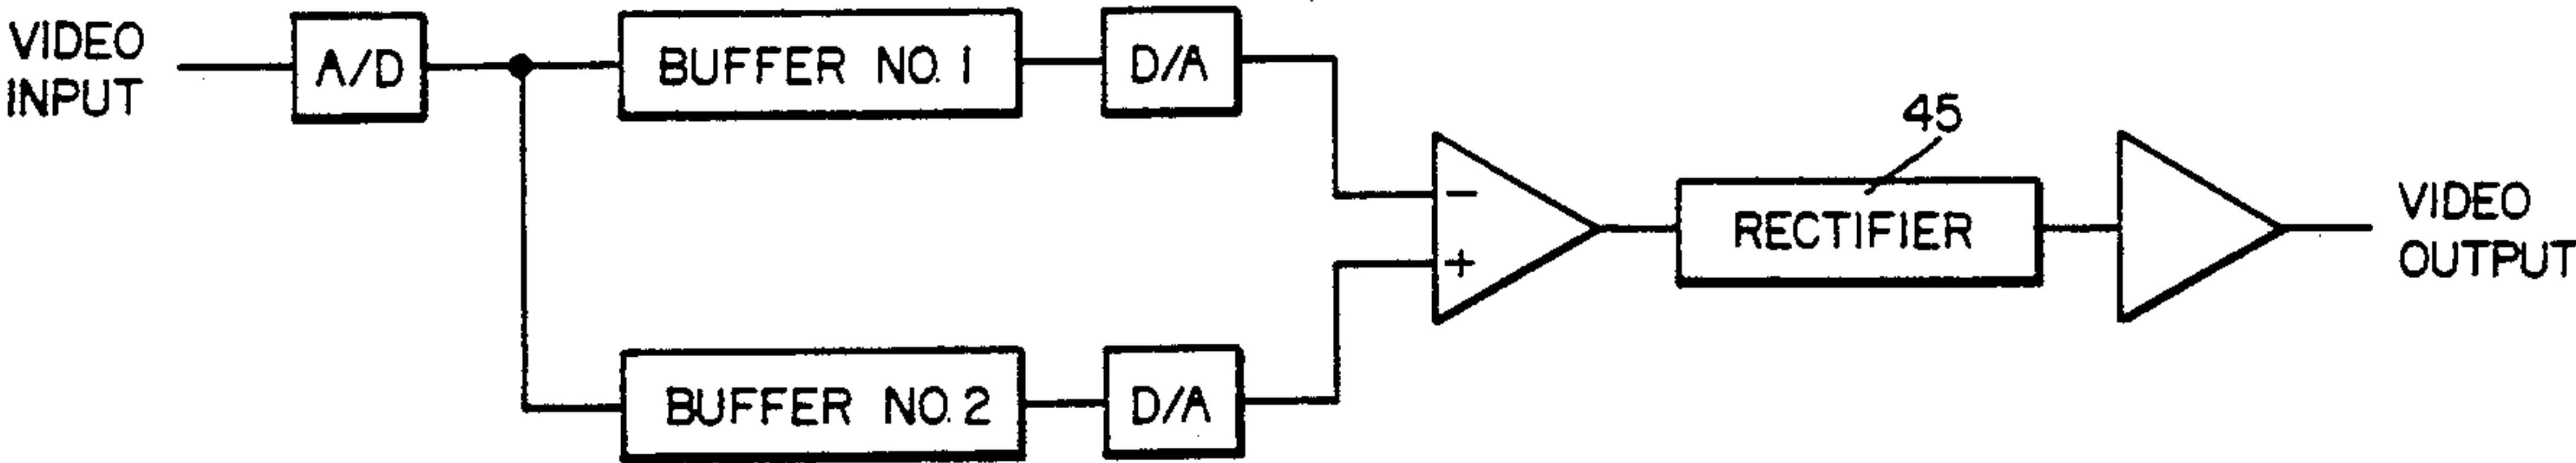 VIDEO
INPUT
A/D
BUFFER NO. 1
D/A
BUFFER NO. 2
D/A
−
+
45
RECTIFIER
VIDEO
OUTPUT